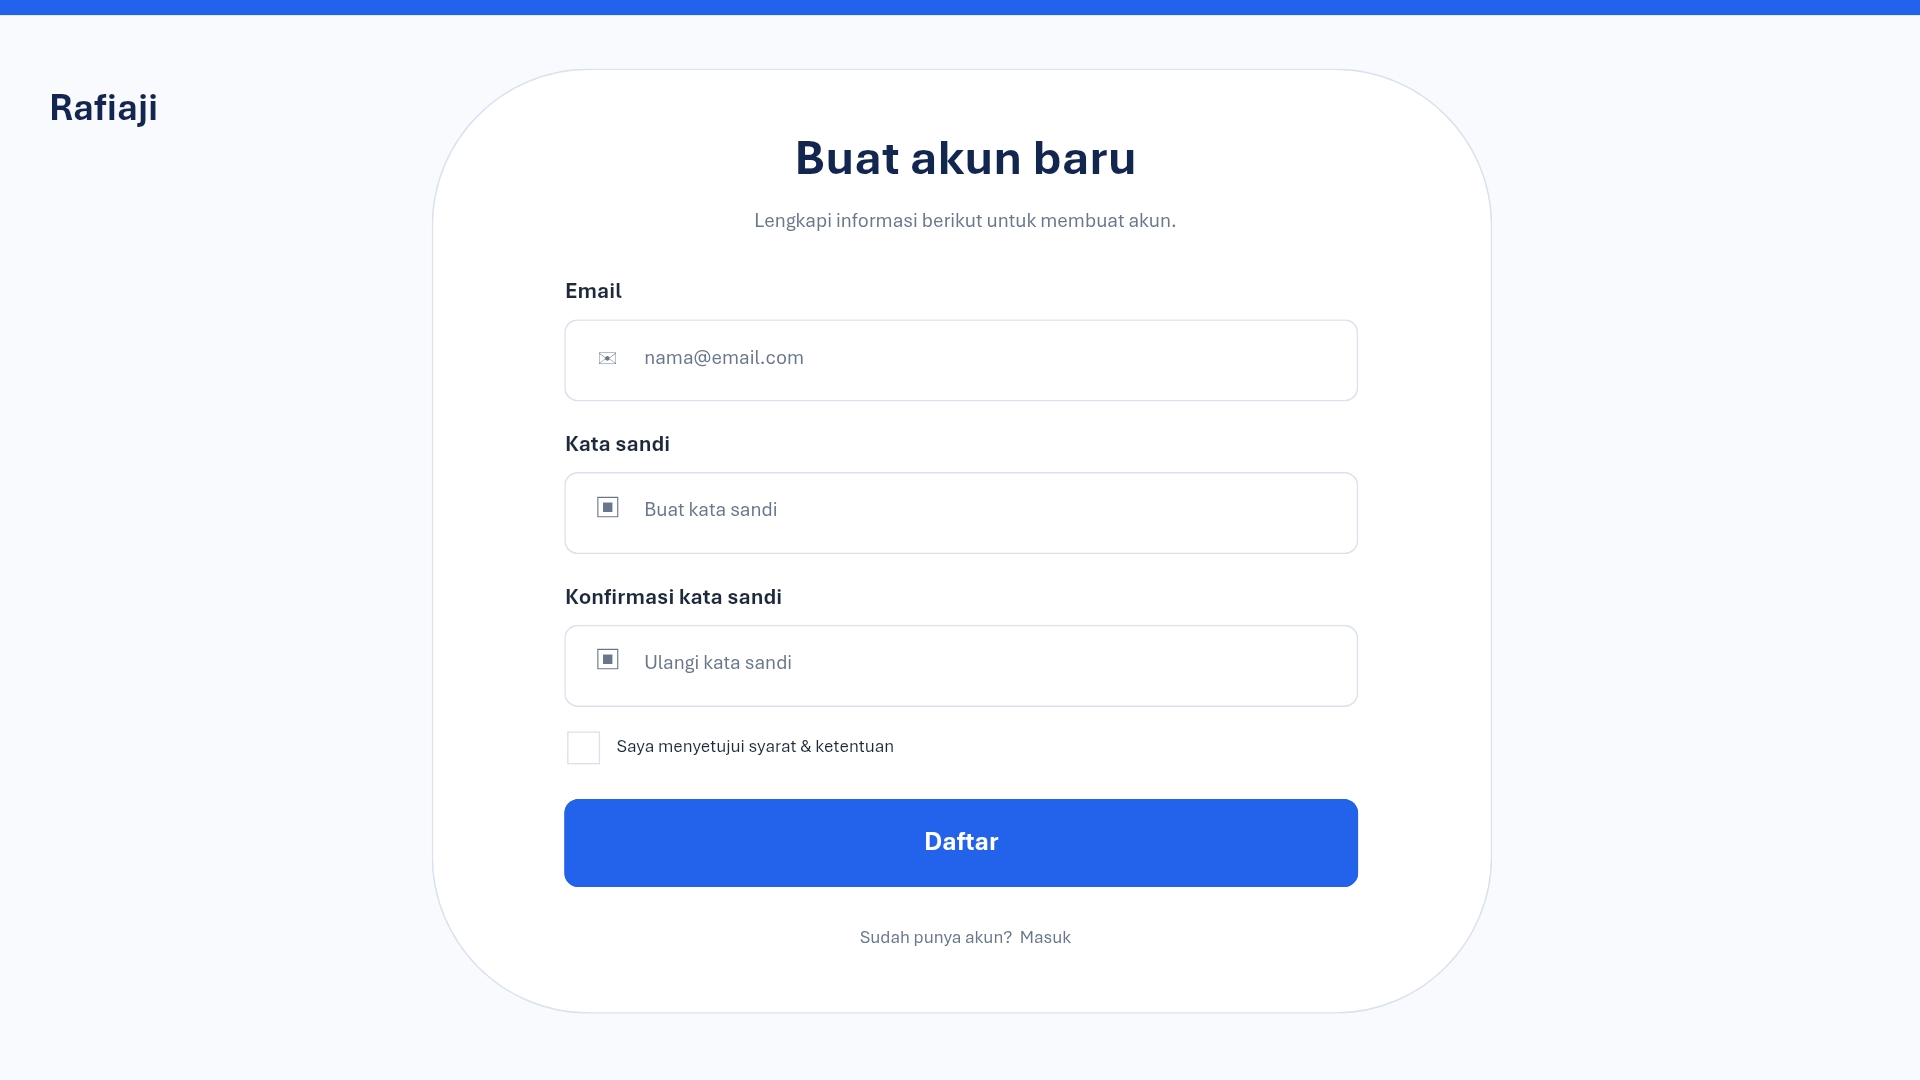 Rafiaji
Buat akun baru
Lengkapi informasi berikut untuk membuat akun.
Email
✉ nama@email.com
Kata sandi
▣ Buat kata sandi
Konfirmasi kata sandi
▣ Ulangi kata sandi
Saya menyetujui syarat & ketentuan
Daftar
Sudah punya akun? Masuk